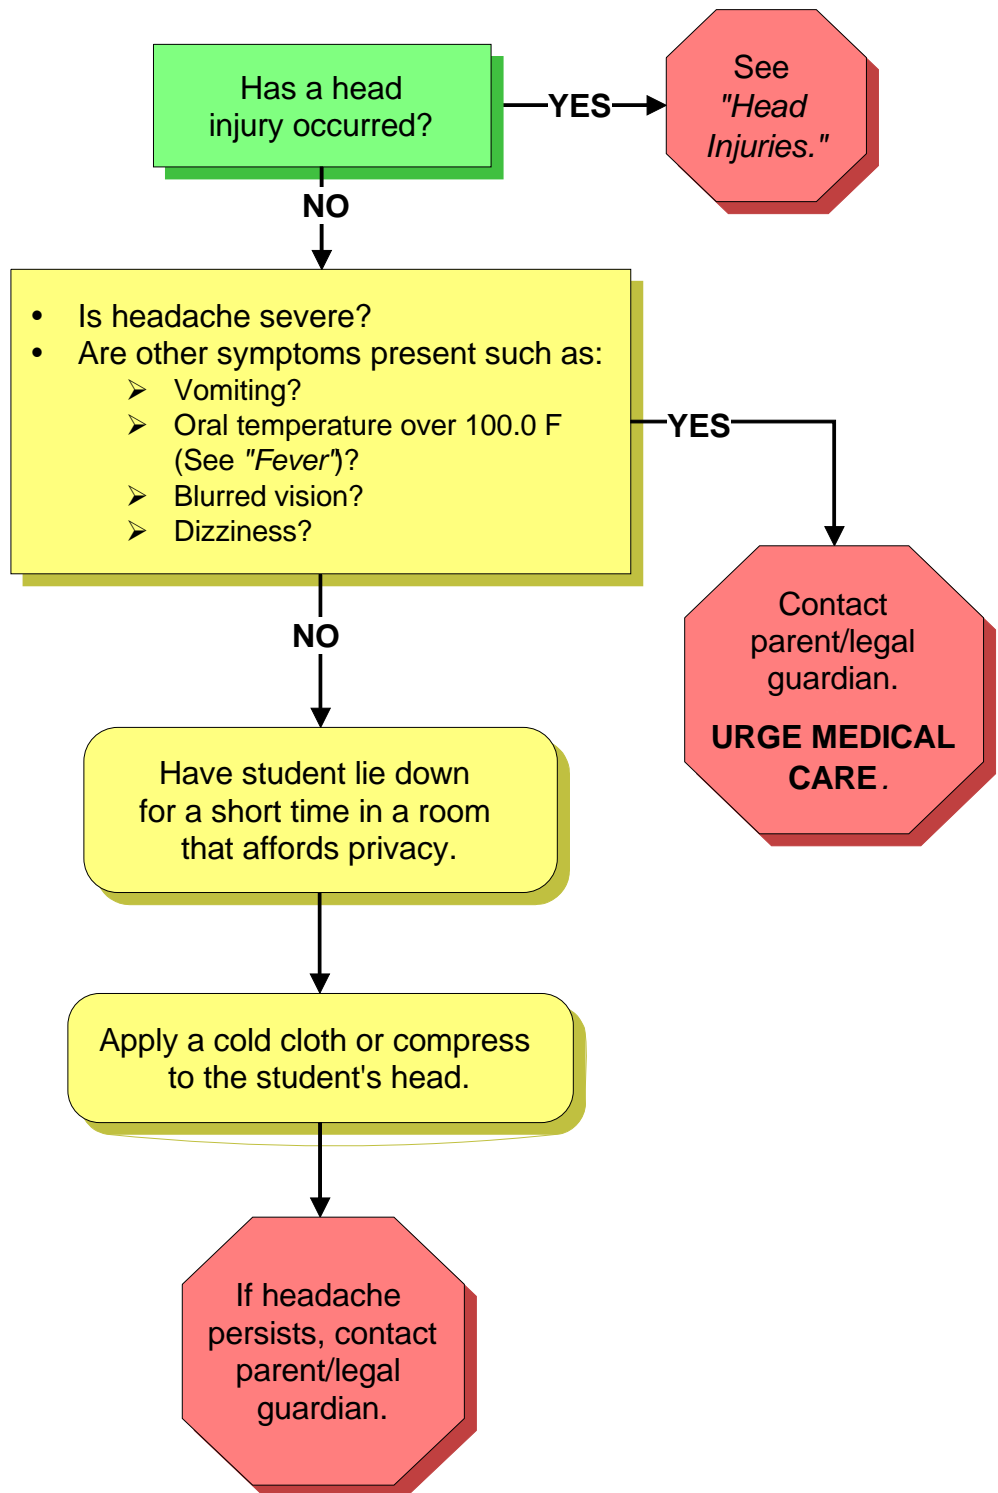 Has a head
injury occurred?
YES
See
"Head
Injuries."
NO
• Is headache severe?
• Are other symptoms present such as:
➢ Vomiting?
➢ Oral temperature over 100.0 F
(See "Fever")?
➢ Blurred vision?
➢ Dizziness?
YES
Contact
parent/legal
guardian.
URGE MEDICAL
CARE.
NO
Have student lie down
for a short time in a room
that affords privacy.
Apply a cold cloth or compress
to the student's head.
If headache
persists, contact
parent/legal
guardian.